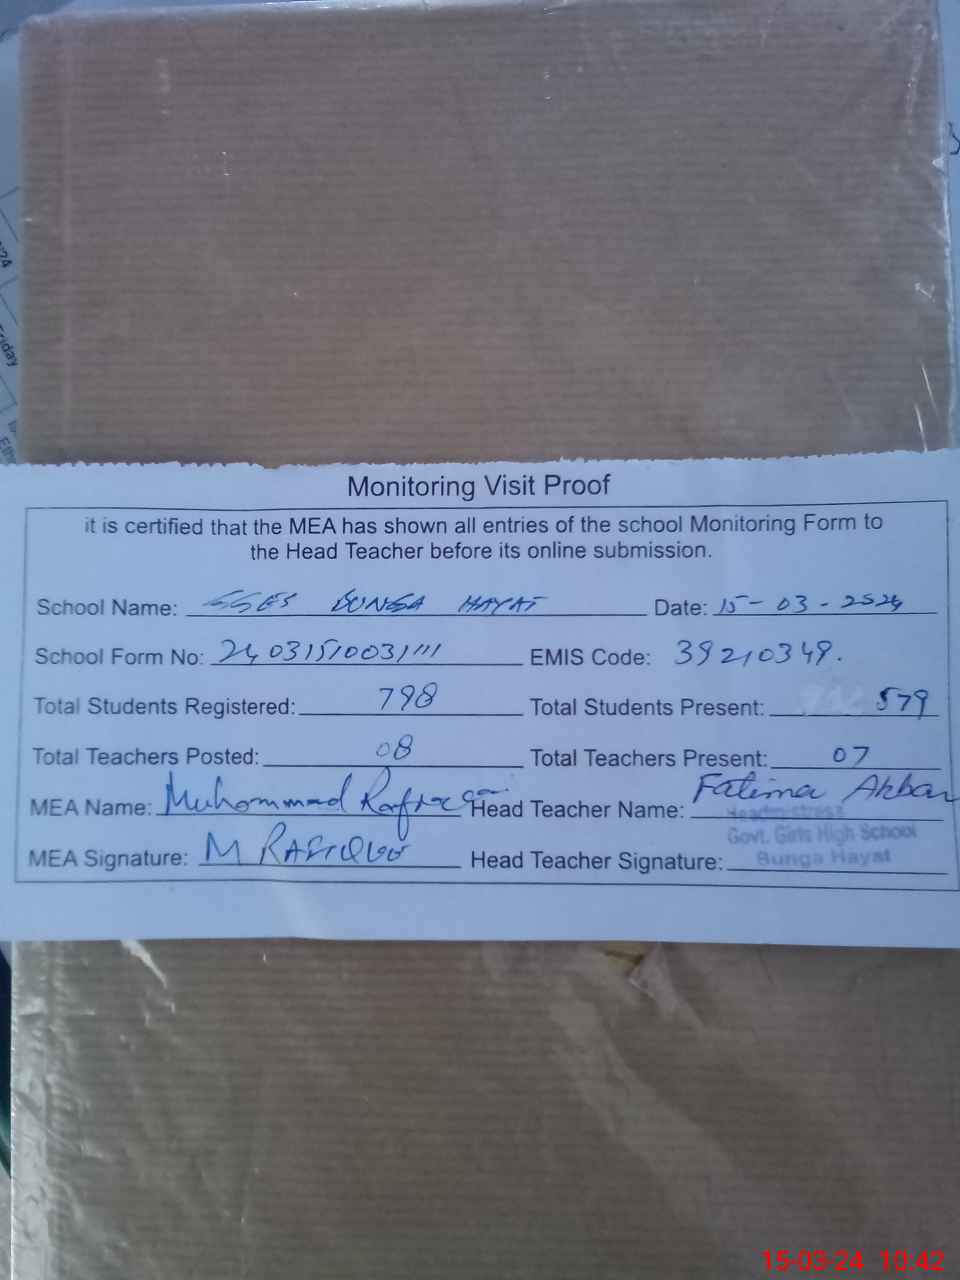 Monitoring Visit Proof
it is certified that the MEA has shown all entries of the school Monitoring Form to
the Head Teacher before its online submission.
School Name: GGES BUNGA HAYAT Date: 15-03-2024
School Form No: 24031510031111 EMIS Code: 39210349.
Total Students Registered: 798 Total Students Present: 579
Total Teachers Posted: 08 Total Teachers Present: 07
MEA Name: Muhammad Rafique Head Teacher Name: Fatima Akbar
Headmistress
Govt. Girls High School
MEA Signature: M RAFIQUE Head Teacher Signature: Bunga Hayat
Friday
15-03-24 10:42